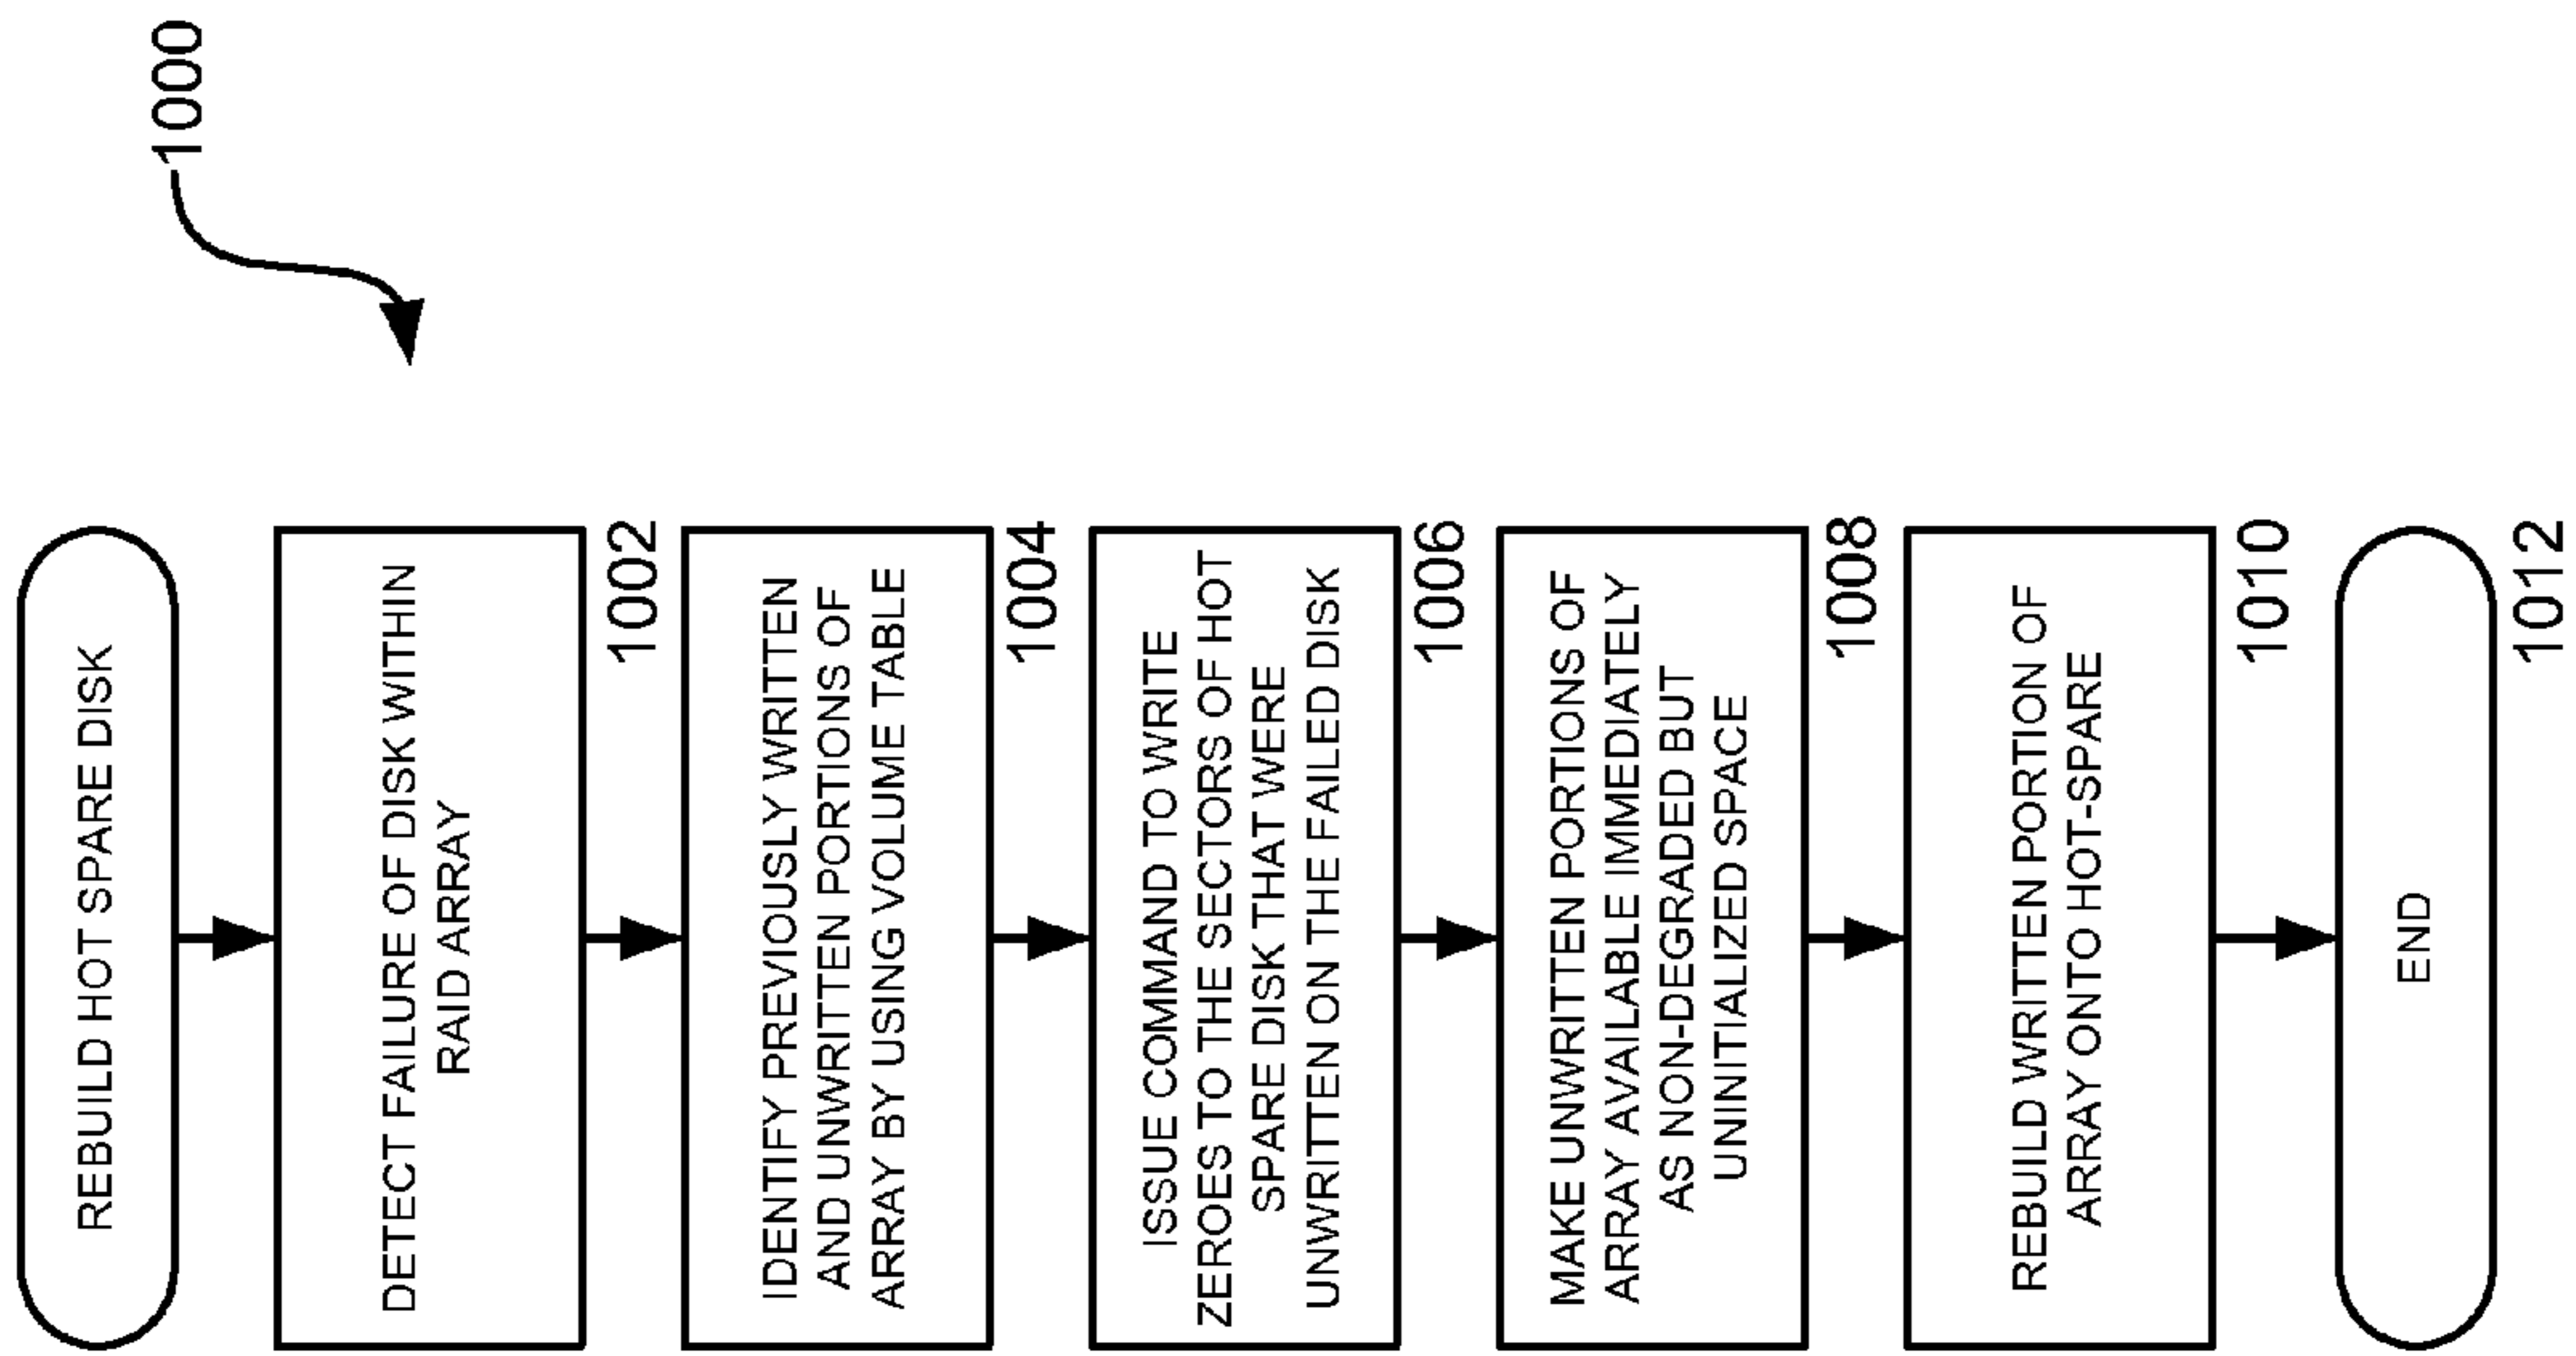 1000
REBUILD HOT SPARE DISK
DETECT FAILURE OF DISK WITHIN
RAID ARRAY
1002
IDENTIFY PREVIOUSLY WRITTEN
AND UNWRITTEN PORTIONS OF
ARRAY BY USING VOLUME TABLE
1004
ISSUE COMMAND TO WRITE
ZEROES TO THE SECTORS OF HOT
SPARE DISK THAT WERE
UNWRITTEN ON THE FAILED DISK
1006
MAKE UNWRITTEN PORTIONS OF
ARRAY AVAILABLE IMMEDIATELY
AS NON-DEGRADED BUT
UNINITIALIZED SPACE
1008
REBUILD WRITTEN PORTION OF
ARRAY ONTO HOT-SPARE
1010
END
1012